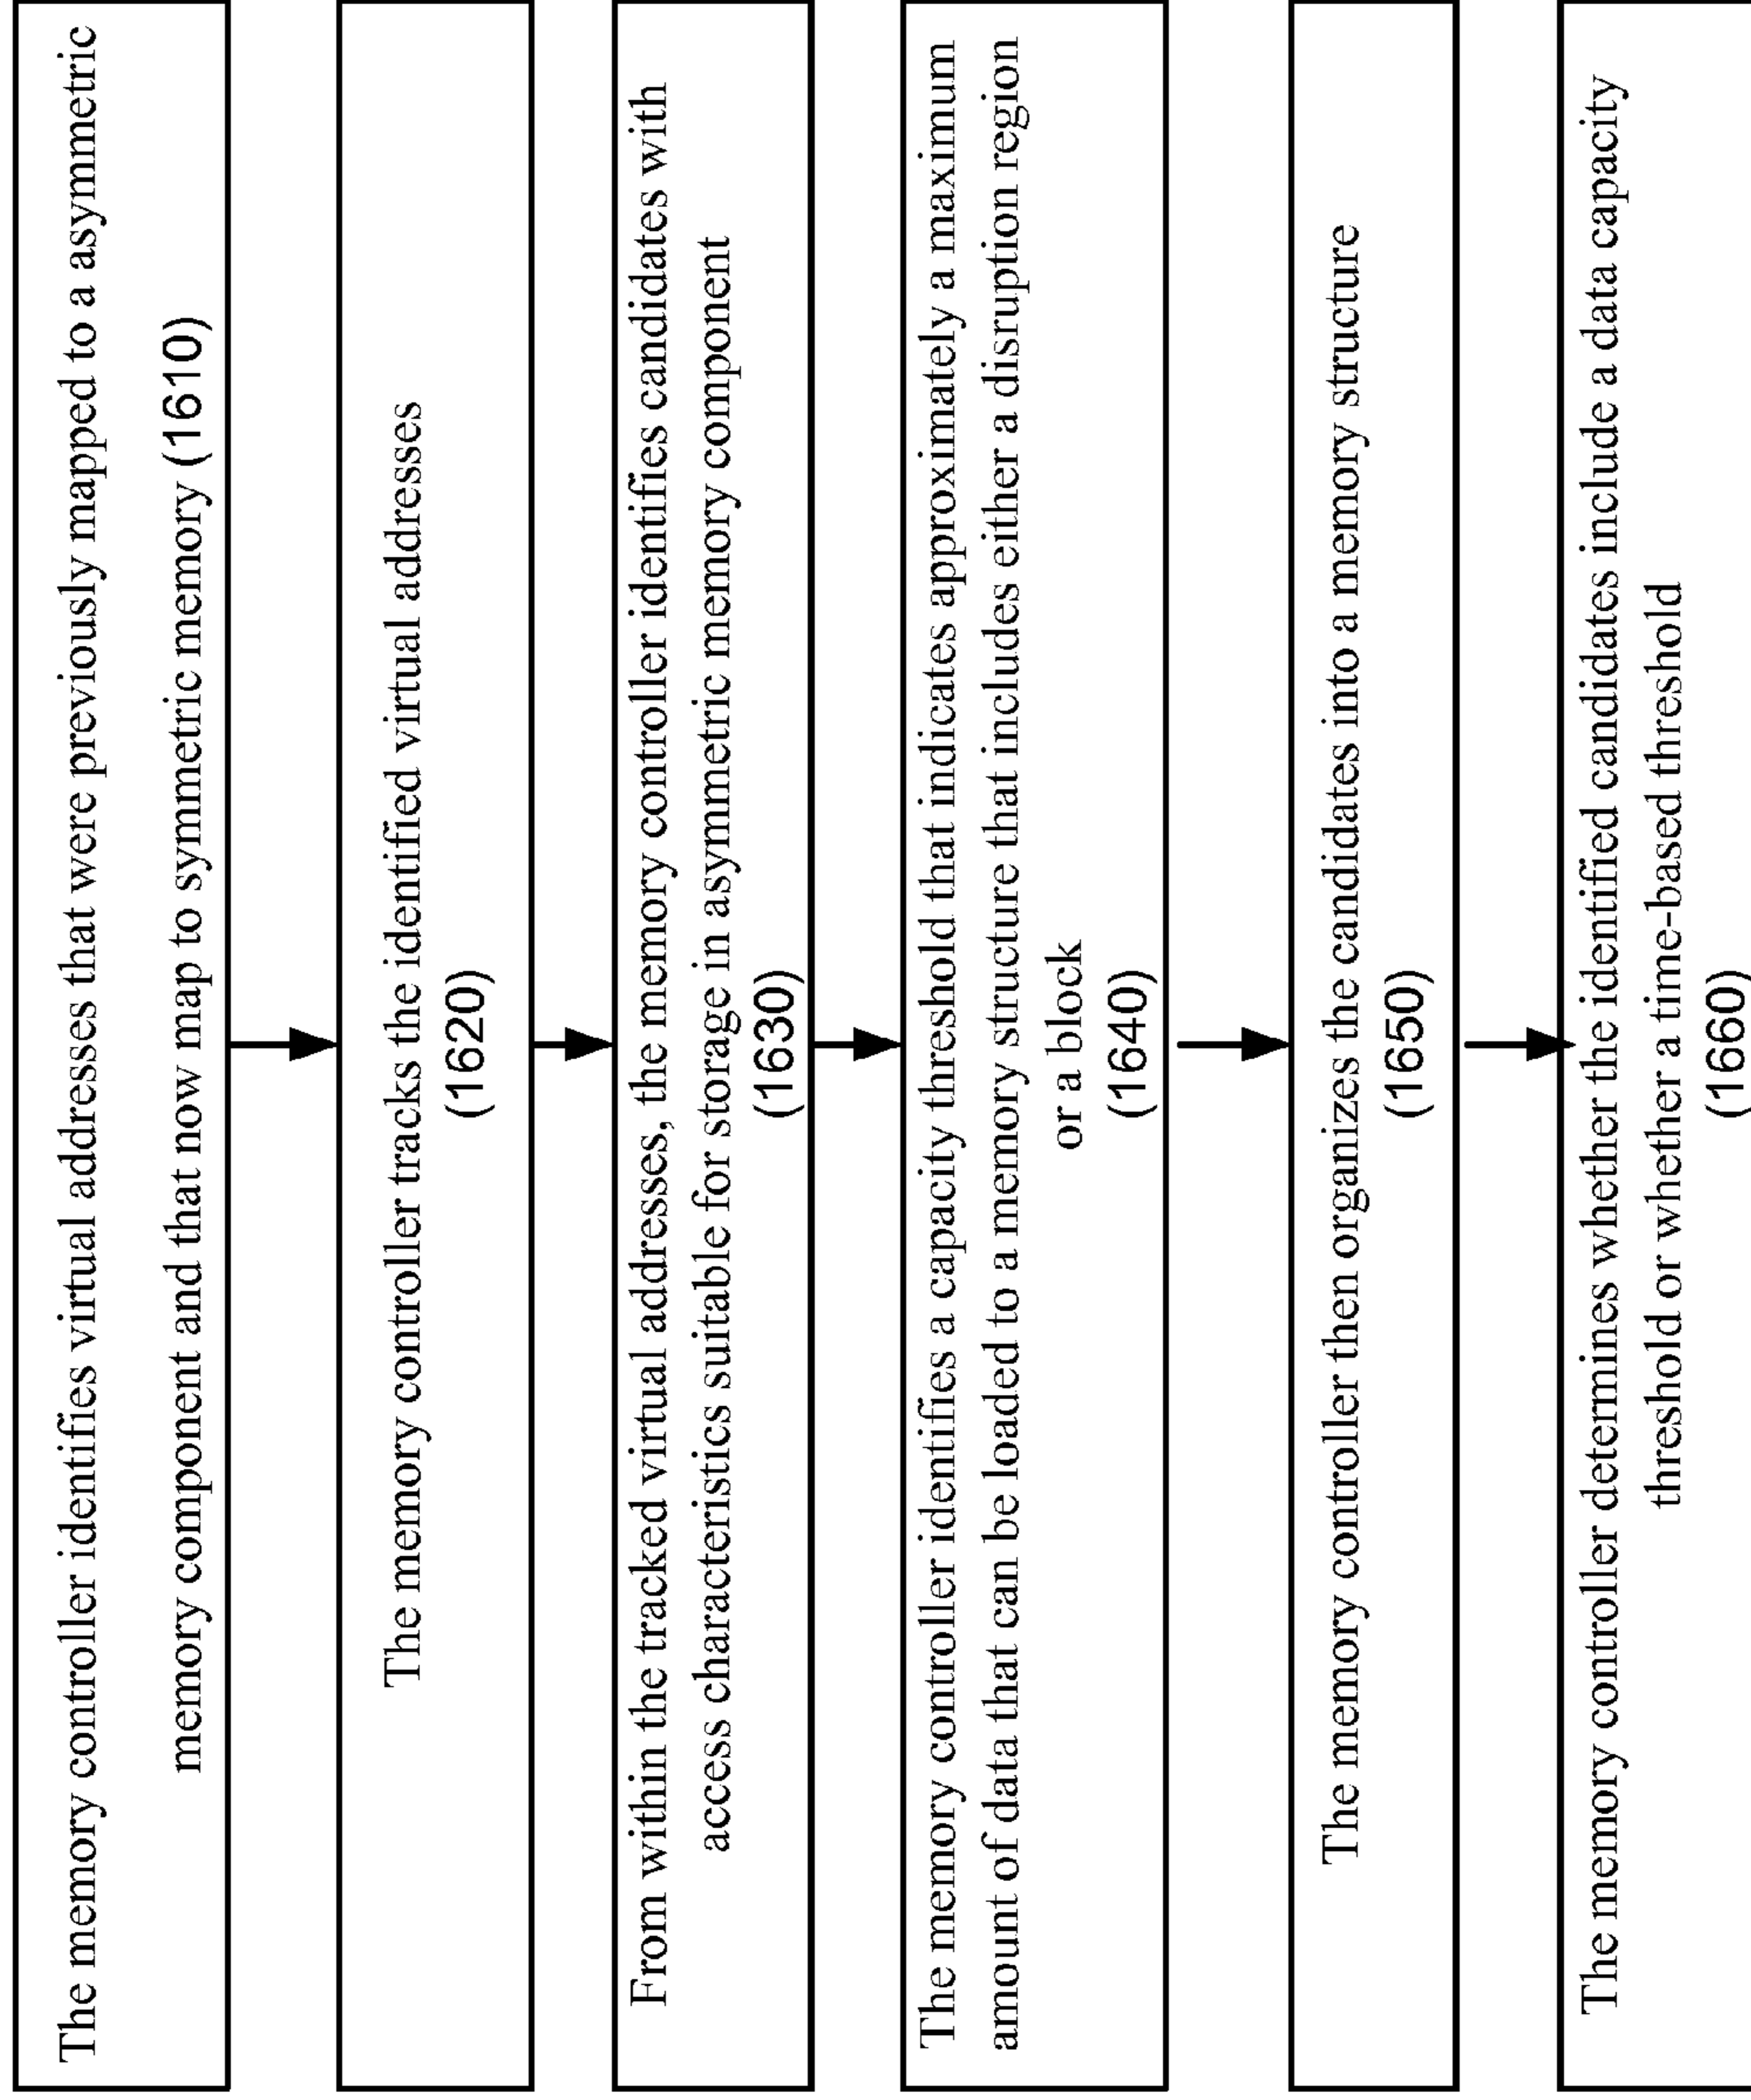 The memory controller identifies virtual addresses that were previously mapped to a asymmetric
memory component and that now map to symmetric memory (1610)
The memory controller tracks the identified virtual addresses
(1620)
From within the tracked virtual addresses, the memory controller identifies candidates with
access characteristics suitable for storage in asymmetric memory component
(1630)
The memory controller identifies a capacity threshold that indicates approximately a maximum
amount of data that can be loaded to a memory structure that includes either a disruption region
or a block
(1640)
The memory controller then organizes the candidates into a memory structure
(1650)
The memory controller determines whether the identified candidates include a data capacity
threshold or whether a time-based threshold
(1660)